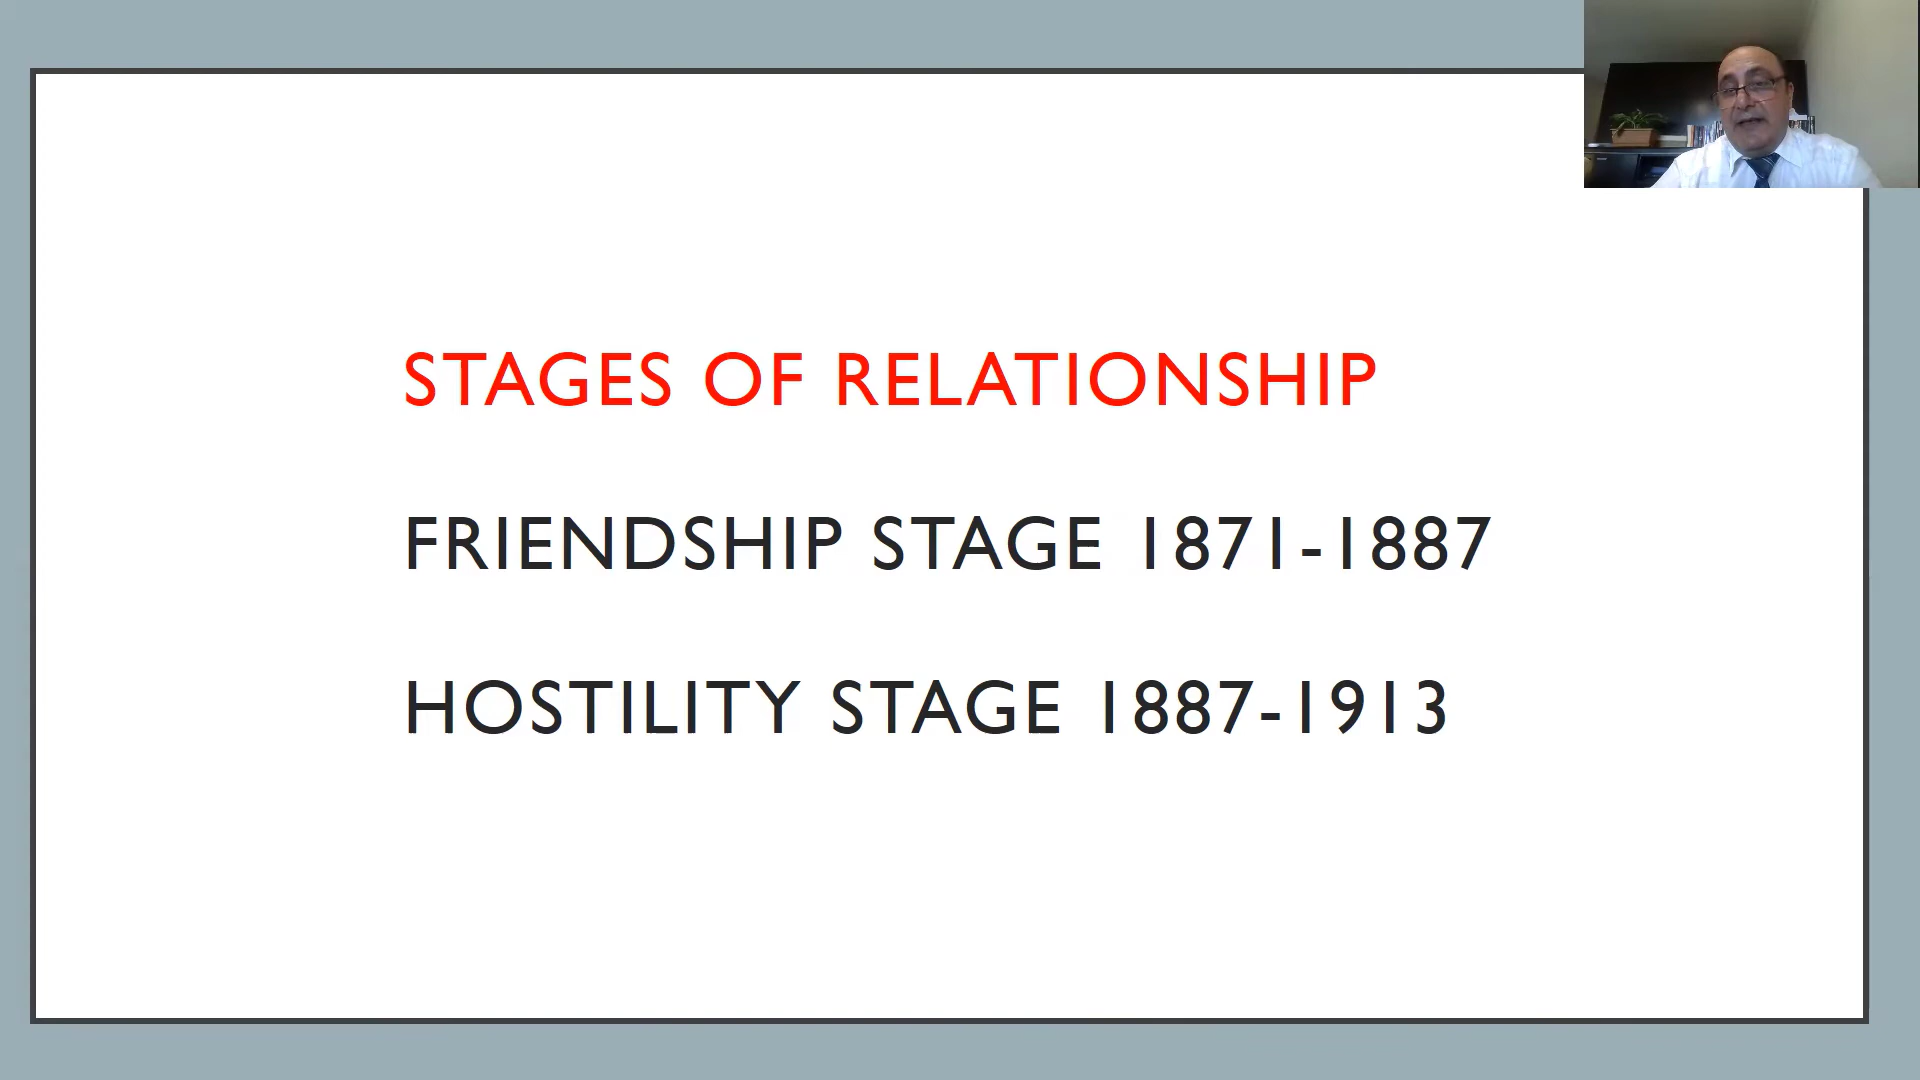 STAGES OF RELATIONSHIP
FRIENDSHIP STAGE 1871-1887
HOSTILITY STAGE 1887-1913